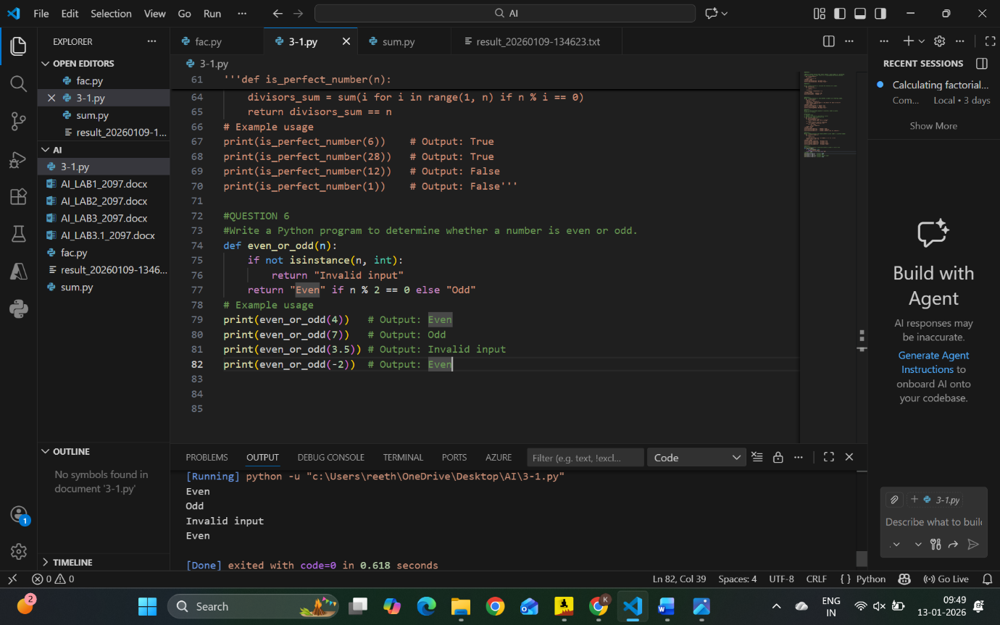 File Edit Selection View Go Run ··· AI
EXPLORER ···
OPEN EDITORS
fac.py
3-1.py
sum.py
result_20260109-1...
AI
3-1.py
AI_LAB1_2097.docx
AI_LAB2_2097.docx
AI_LAB3_2097.docx
AI_LAB3.1_2097.docx
fac.py
result_20260109-1346...
sum.py
OUTLINE
No symbols found in
document '3-1.py'
TIMELINE
fac.py 3-1.py sum.py result_20260109-134623.txt
3-1.py
61 '''def is_perfect_number(n):
64 divisors_sum = sum(i for i in range(1, n) if n % i == 0)
65 return divisors_sum == n
66 # Example usage
67 print(is_perfect_number(6)) # Output: True
68 print(is_perfect_number(28)) # Output: True
69 print(is_perfect_number(12)) # Output: False
70 print(is_perfect_number(1)) # Output: False'''
71
72 #QUESTION 6
73 #Write a Python program to determine whether a number is even or odd.
74 def even_or_odd(n):
75 if not isinstance(n, int):
76 return "Invalid input"
77 return "Even" if n % 2 == 0 else "Odd"
78 # Example usage
79 print(even_or_odd(4)) # Output: Even
80 print(even_or_odd(7)) # Output: Odd
81 print(even_or_odd(3.5)) # Output: Invalid input
82 print(even_or_odd(-2)) # Output: Even
83
84
85
PROBLEMS OUTPUT DEBUG CONSOLE TERMINAL PORTS AZURE Filter (e.g. text, !excl... Code
[Running] python -u "c:\Users\reeth\OneDrive\Desktop\AI\3-1.py"
Even
Odd
Invalid input
Even
[Done] exited with code=0 in 0.618 seconds
RECENT SESSIONS
Calculating factorial...
Com... Local • 3 days
Show More
Build with
Agent
AI responses may
be inaccurate.
Generate Agent
Instructions to
onboard AI onto
your codebase.
3-1.py
Describe what to build
1
0 0 Ln 82, Col 39 Spaces: 4 UTF-8 CRLF { } Python Go Live
2 Search K ENG
IN
09:49
13-01-2026